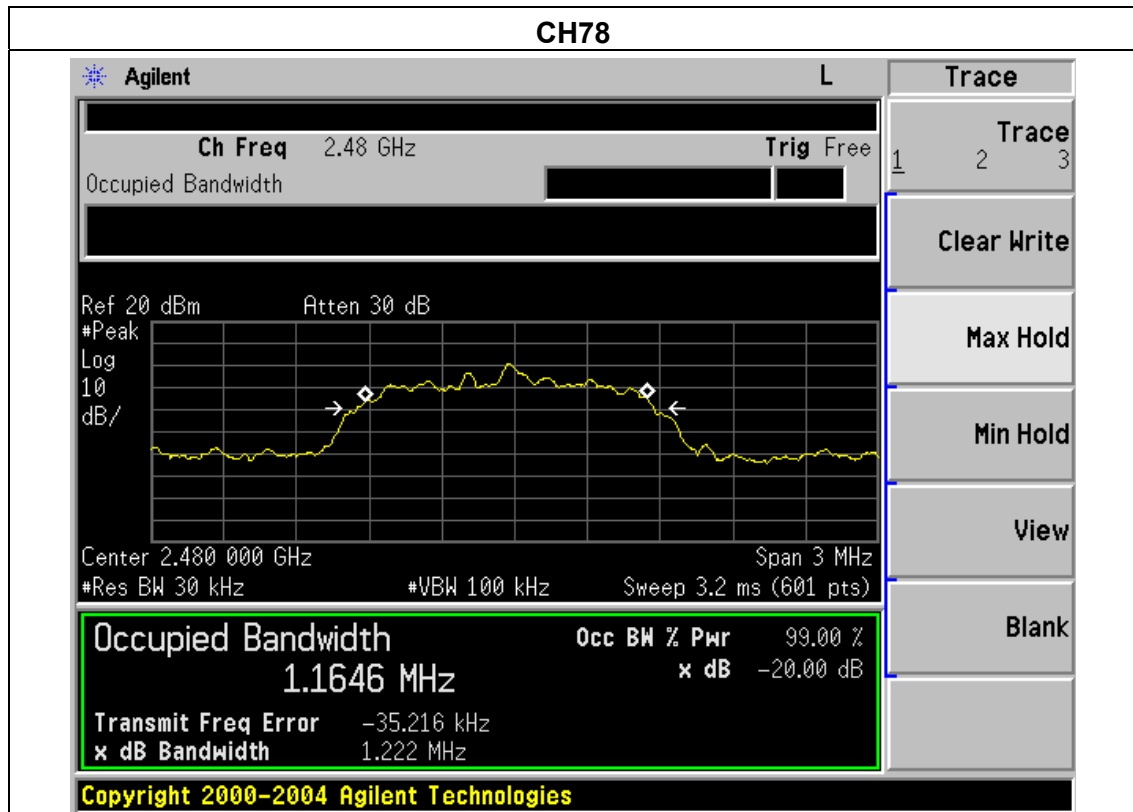 CH78
Agilent L Trace
Ch Freq 2.48 GHz Trig Free
Occupied Bandwidth
Trace
1 2 3
Clear Write
Max Hold
Min Hold
View
Blank
Ref 20 dBm Atten 30 dB
#Peak
Log
10
dB/
Center 2.480 000 GHz Span 3 MHz
#Res BW 30 kHz #VBW 100 kHz Sweep 3.2 ms (601 pts)
Occupied Bandwidth Occ BW % Pwr 99.00 %
1.1646 MHz x dB -20.00 dB
Transmit Freq Error -35.216 kHz
x dB Bandwidth 1.222 MHz
Copyright 2000-2004 Agilent Technologies